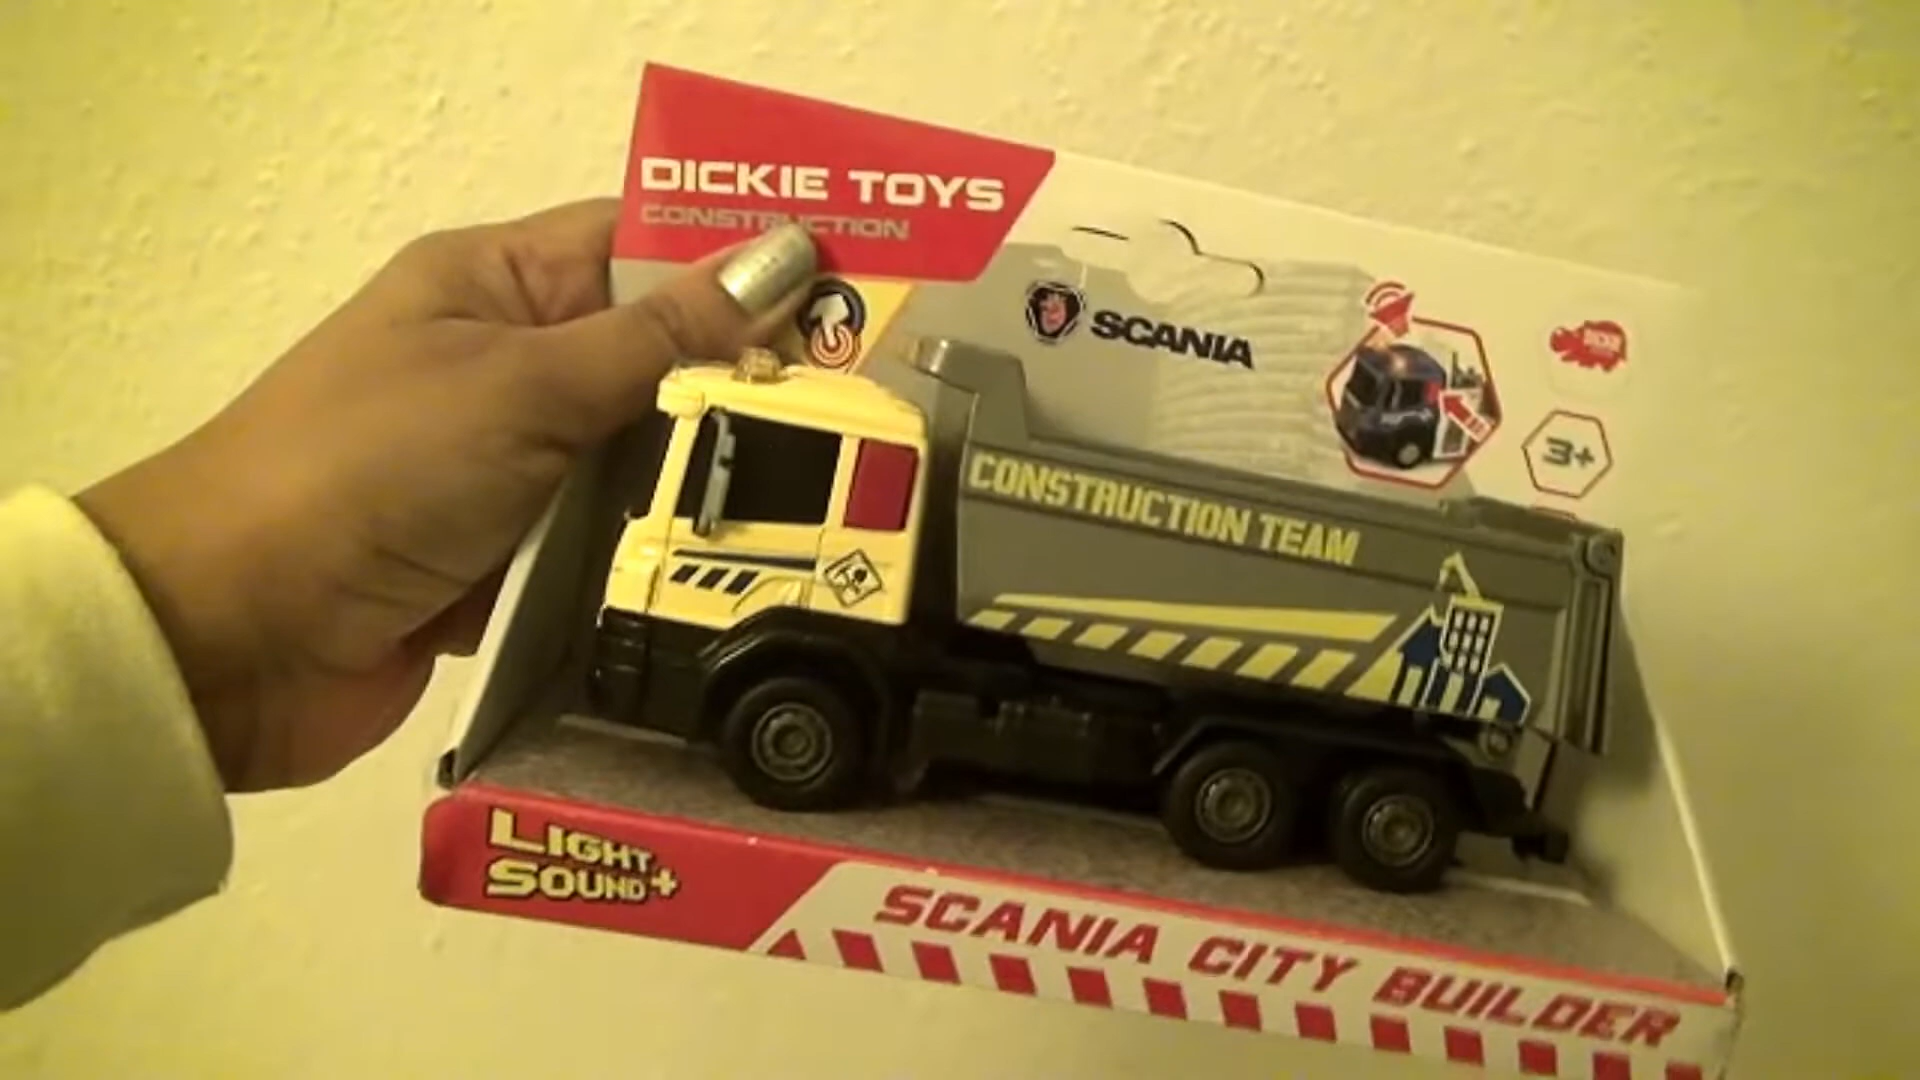 DICKIE TOYS
CONSTRUCTION
SCANIA
3+
CONSTRUCTION TEAM
LIGHT
SOUND+
SCANIA CITY BUILDER